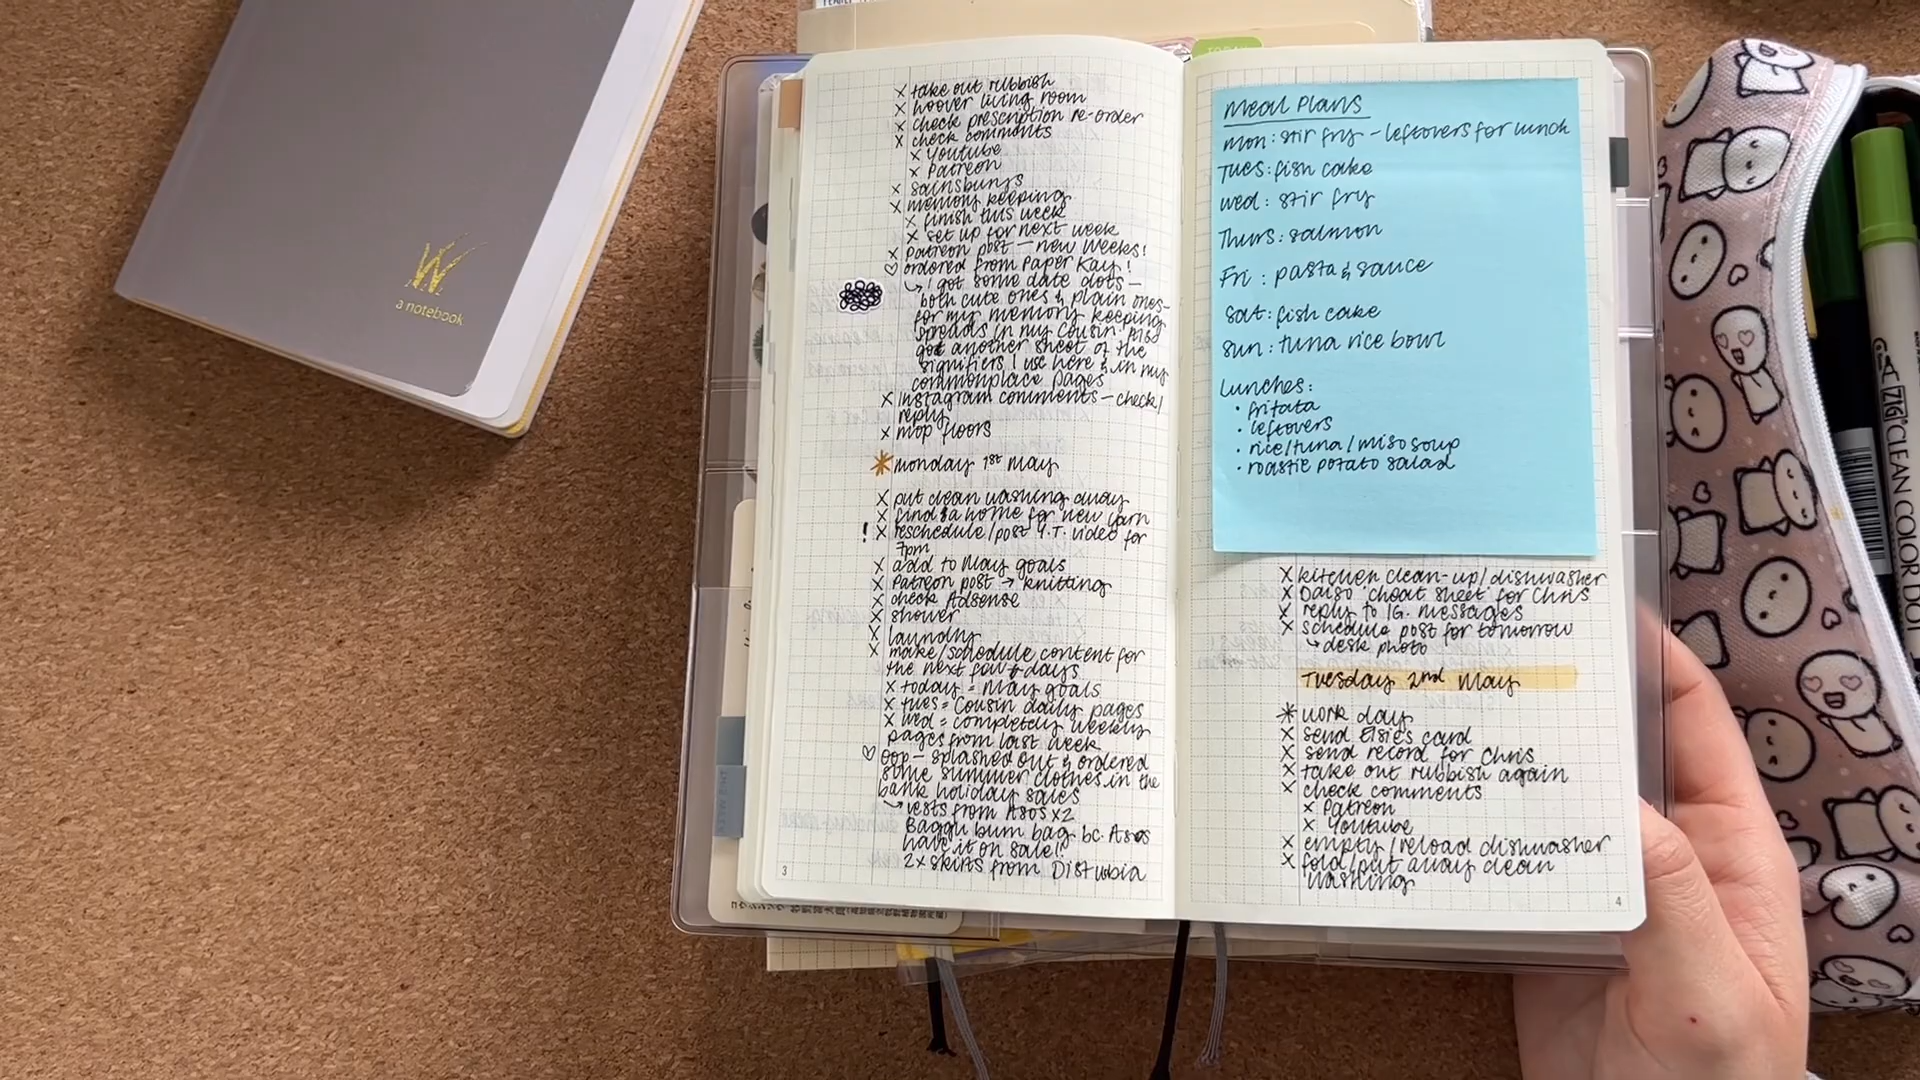 W
a notebook
TODAY
x take out rubbish
x hoover living room
x check prescription re-order
x check comments
x Youtube
x Patreon
x Sainsburys
x memory keeping
x finish this week
x set up for next week
x Patreon post - new Weeks!
♡ ordered from Paper Kay!
↳ I got some date dots -
both cute ones & plain ones-
for my memory keeping
spreads in my cousin! Also
got another sheet of the
signifiers I use here & in my
commonplace pages
x Instagram comments - check/
reply
x mop floors
* monday 1st may
x put clean washing away
x find a home for new yarn
! x reschedule/post Y.T. video for
7pm
x add to May goals
x Patreon post → knitting
x check Adsense
x shower
x laundry
x make/schedule content for
the next few days
x today = May goals
x tues = Cousin daily pages
x wed = completely weekly
pages from last week
♡ oop - splashed out & ordered
some summer clothes in the
bank holiday sales
↳ vests from Asos x2
Baggu bum bag bc. Asos
have it on sale!!
2x skirts from Distubia
3
Meal Plans
mon: stir fry - leftovers for lunch
Tues: fish cake
wed: stir fry
Thurs: salmon
Fri: pasta & sauce
Sat: fish cake
Sun: tuna rice bowl
Lunches:
• fritata
• leftovers
• rice/tuna/miso soup
• roastie potato salad
x kitchen clean-up/dishwasher
x Daiso 'cheat sheet' for Chris
x reply to IG. messages
x schedule post for tomorrow
↳ desk photo
Tuesday 2nd May
* work day
x send Elsies card
x send record for Chris
x take out rubbish again
x check comments
x Patreon
x Youtube
x empty/reload dishwasher
x fold/put away clean
washing
4
ZIG CLEAN COLOR DOT